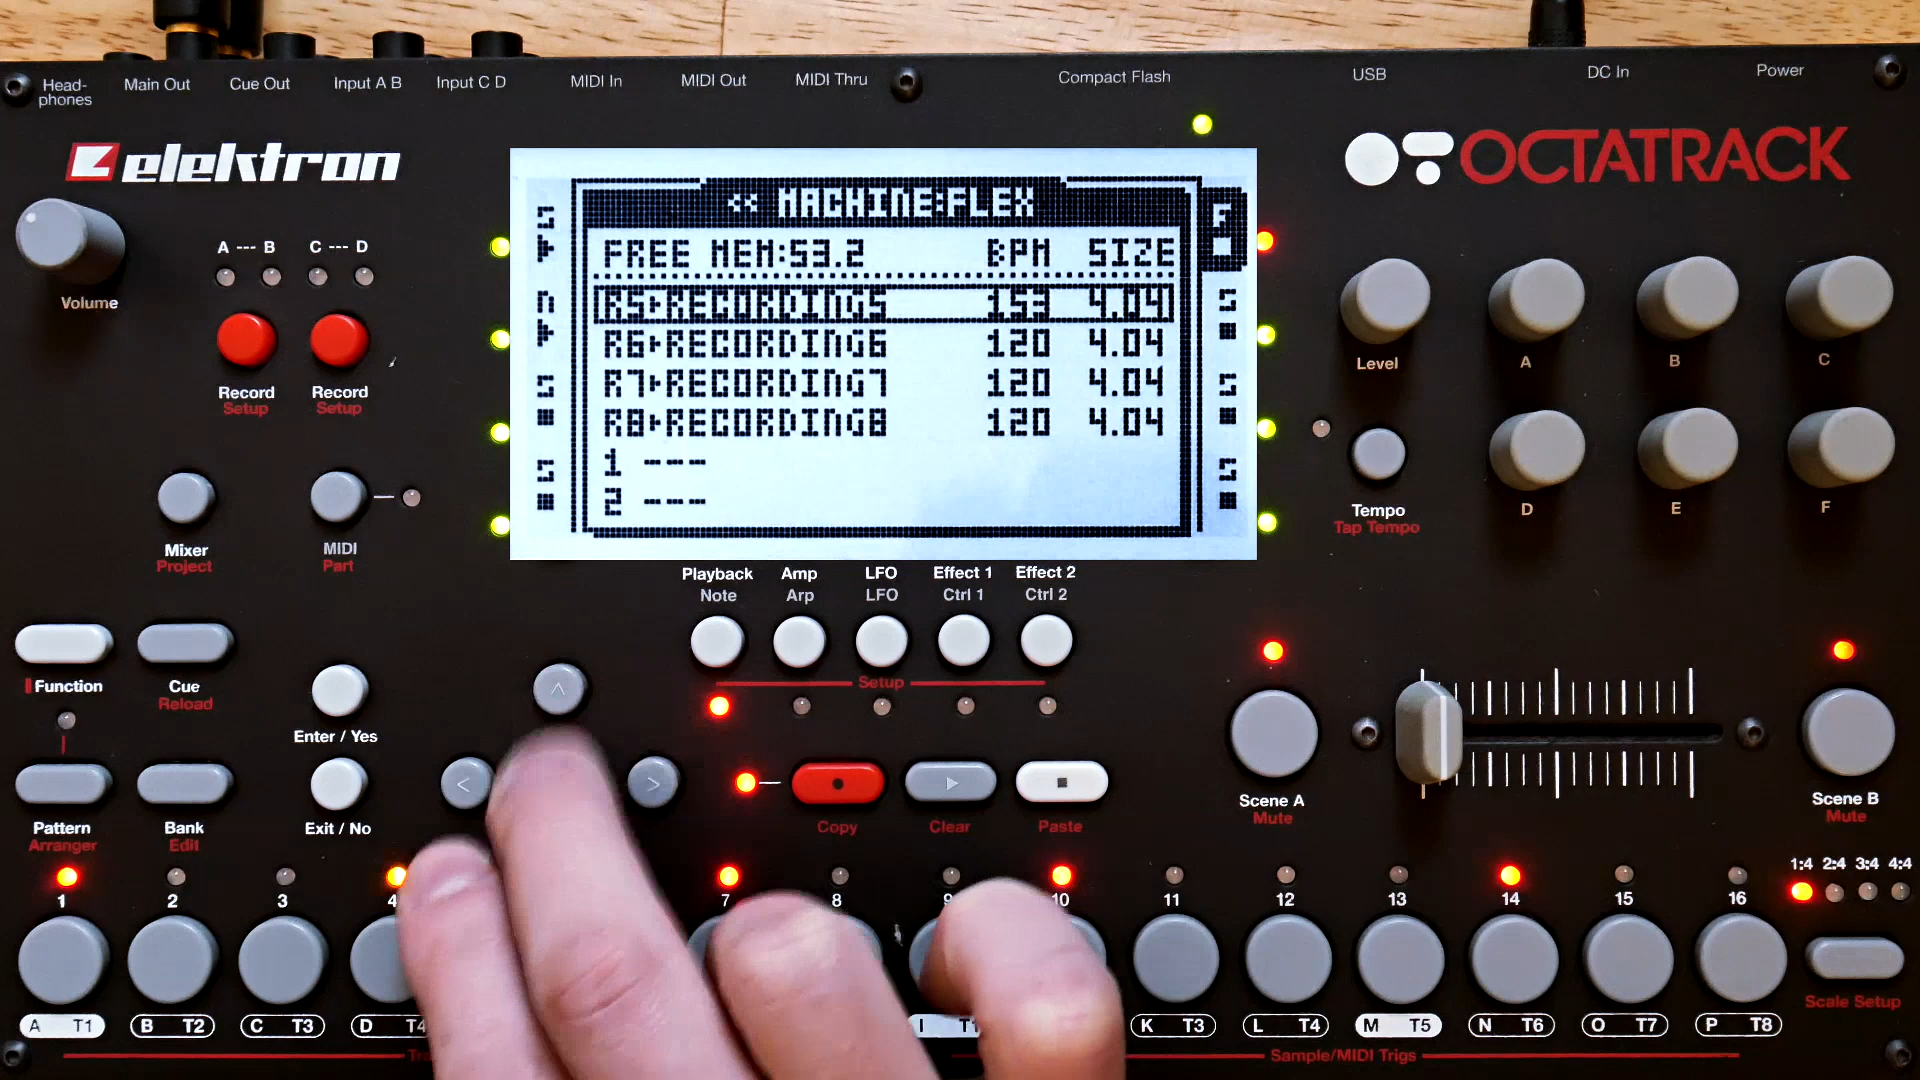 Head-
phones
Main Out
Cue Out
Input A B
Input C D
MIDI In
MIDI Out
MIDI Thru
Compact Flash
USB
DC In
Power
elektron
OCTATRACK
Volume
A --- B
C --- D
Record
Setup
Record
Setup
<< MACHINE:FLEX
FREE MEM:53.2 BPM SIZE
R5▸RECORDING5 153 4.04
R6▸RECORDING6 120 4.04
R7▸RECORDING7 120 4.04
R8▸RECORDING8 120 4.04
1 ---
2 ---
Level
A
B
C
D
E
F
Tempo
Tap Tempo
Mixer
Project
MIDI
Part
Playback
Note
Amp
Arp
LFO
LFO
Effect 1
Ctrl 1
Effect 2
Ctrl 2
Setup
Function
Cue
Reload
Enter / Yes
Exit / No
Pattern
Arranger
Bank
Edit
Copy
Clear
Paste
Scene A
Mute
Scene B
Mute
1:4 2:4 3:4 4:4
1 2 3 4 7 8 9 10 11 12 13 14 15 16
Scale Setup
A T1
B T2
C T3
D T4
I
K T3
L T4
M T5
N T6
O T7
P T8
Sample/MIDI Trigs